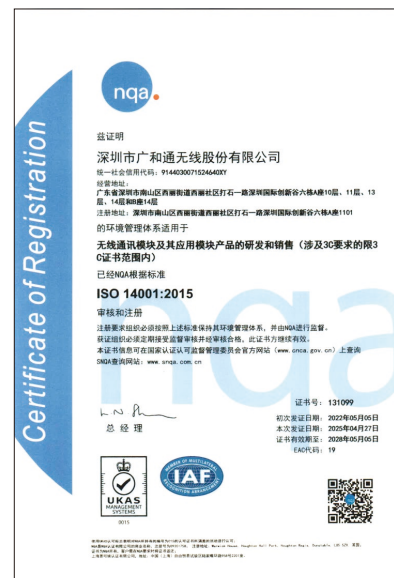 nqa.
Certificate of Registration
兹证明
深圳市广和通无线股份有限公司
统一社会信用代码：9144030071524640XY
经营地址：
广东省深圳市南山区西丽街道西丽社区打石一路深圳国际创新谷六栋A座10层、11层、13
层、14层和B座14层
注册地址：深圳市南山区西丽街道西丽社区打石一路深圳国际创新谷六栋A座1101
的环境管理体系适用于
无线通讯模块及其应用模块产品的研发和销售（涉及3C要求的限3
C证书范围内）
已经NQA根据标准
ISO 14001:2015
审核和注册
注册要求组织必须按照上述标准保持其环境管理体系，并由NQA进行监督。
获证组织必须定期接受监督审核并经审核合格，此证书方继续有效。
本证书信息可在国家认证认可监督管理委员会官方网站（www.cnca.gov.cn）上查询
SNQA查询网站：www.snqa.com.cn
总经理
证书号：131099
初次发证日期：2022年05月05日
本次发证日期：2025年04月27日
证书有效期至：2028年05月05日
EAC代码：19
UKAS
MANAGEMENT
SYSTEMS
0015
MEMBER OF MULTILATERAL
IAF
RECOGNITION ARRANGEMENT
nqa